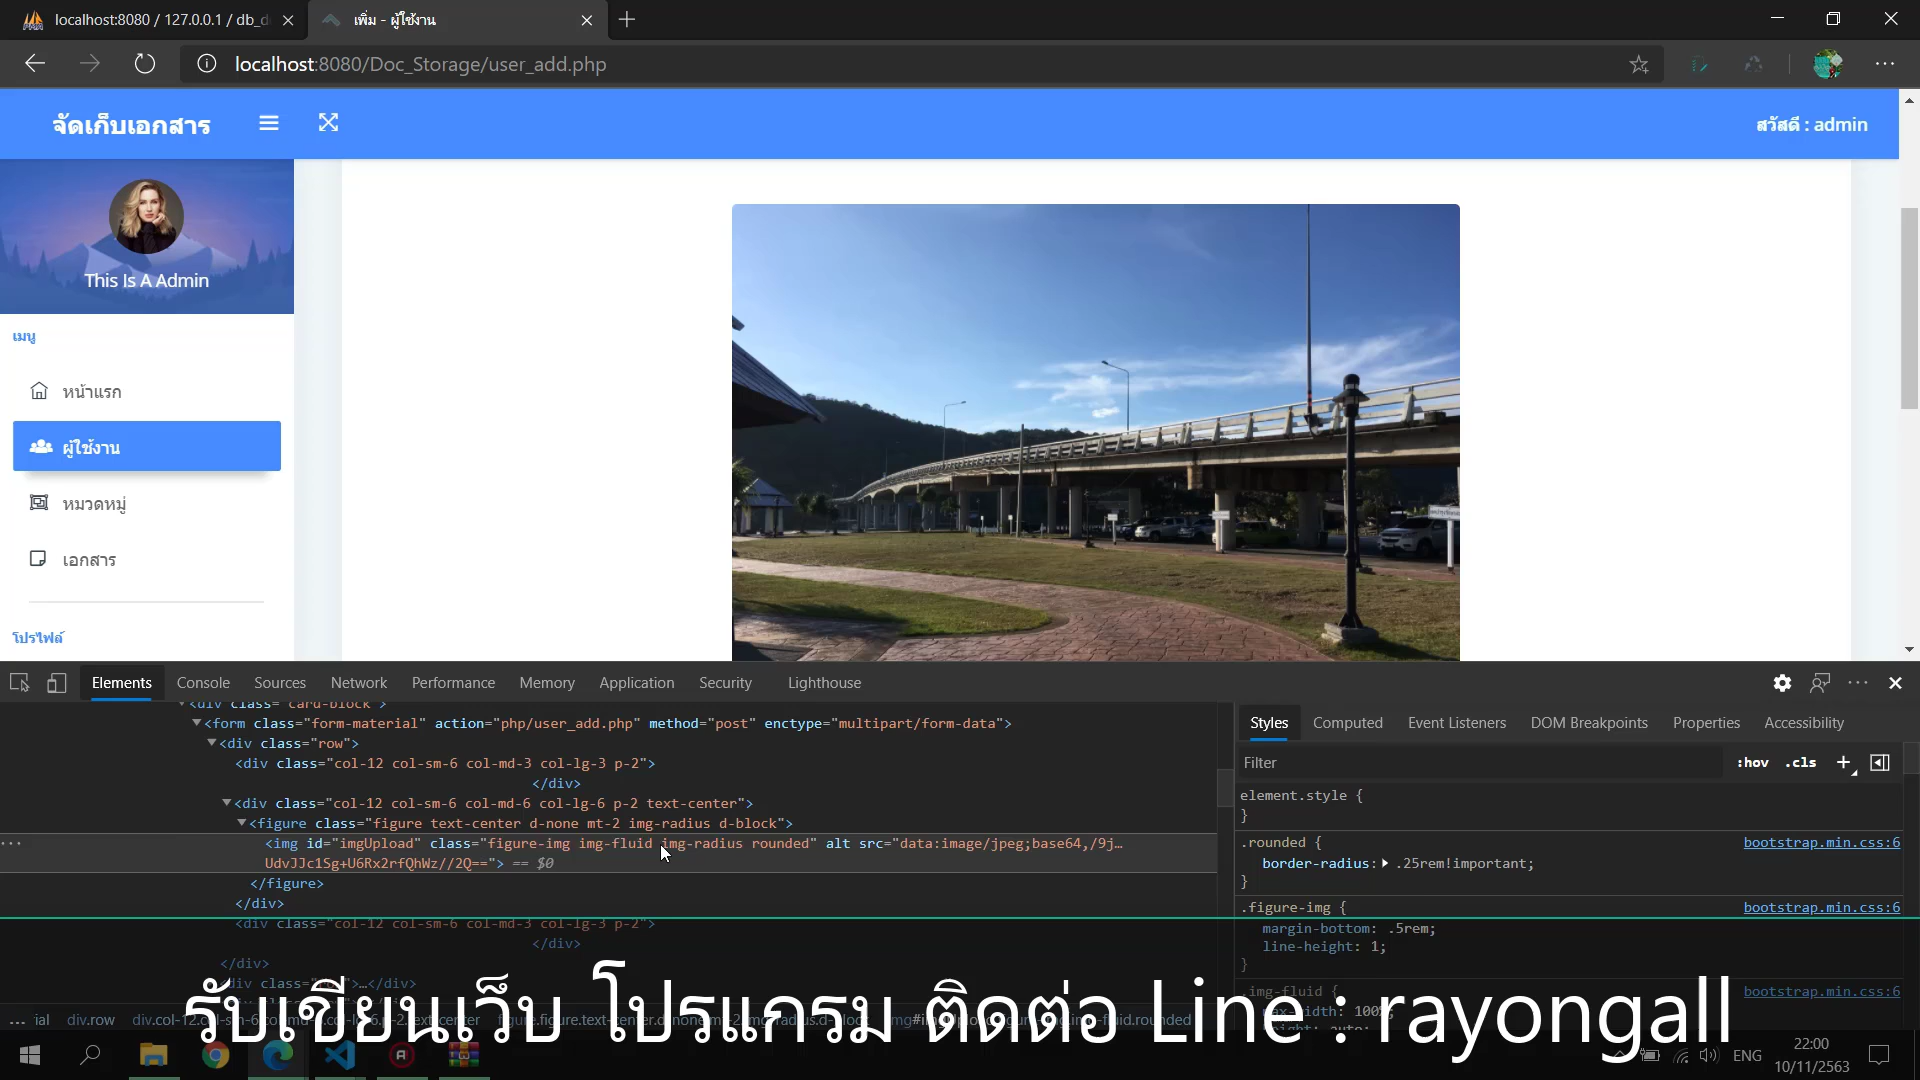 localhost:8080 / 127.0.0.1 / db_d
เพิ่ม - ผู้ใช้งาน
localhost:8080/Doc_Storage/user_add.php
จัดเก็บเอกสาร
สวัสดี : admin
This Is A Admin
เมนู
หน้าแรก
ผู้ใช้งาน
หมวดหมู่
เอกสาร
โปรไฟล์
Elements Console Sources Network Performance Memory Application Security Lighthouse
<div class="card-block">
<form class="form-material" action="php/user_add.php" method="post" enctype="multipart/form-data">
<div class="row">
<div class="col-12 col-sm-6 col-md-3 col-lg-3 p-2">
</div>
<div class="col-12 col-sm-6 col-md-6 col-lg-6 p-2 text-center">
<figure class="figure text-center d-none mt-2 img-radius d-block">
<img id="imgUpload" class="figure-img img-fluid img-radius rounded" alt src="data:image/jpeg;base64,/9j…
UdvJJc1Sg+U6Rx2rfQhWz//2Q=="> == $0
</figure>
</div>
<div class="col-12 col-sm-6 col-md-3 col-lg-3 p-2">
</div>
</div>
Styles Computed Event Listeners DOM Breakpoints Properties Accessibility
Filter
:hov .cls
element.style {
}
.rounded { bootstrap.min.css:6
border-radius: .25rem!important;
}
.figure-img { bootstrap.min.css:6
margin-bottom: .5rem;
line-height: 1;
}
.img-fluid { bootstrap.min.css:6
รับเขียนเว็บ โปรแกรม ติดต่อ Line : rayongall
ENG
22:00
10/11/2563